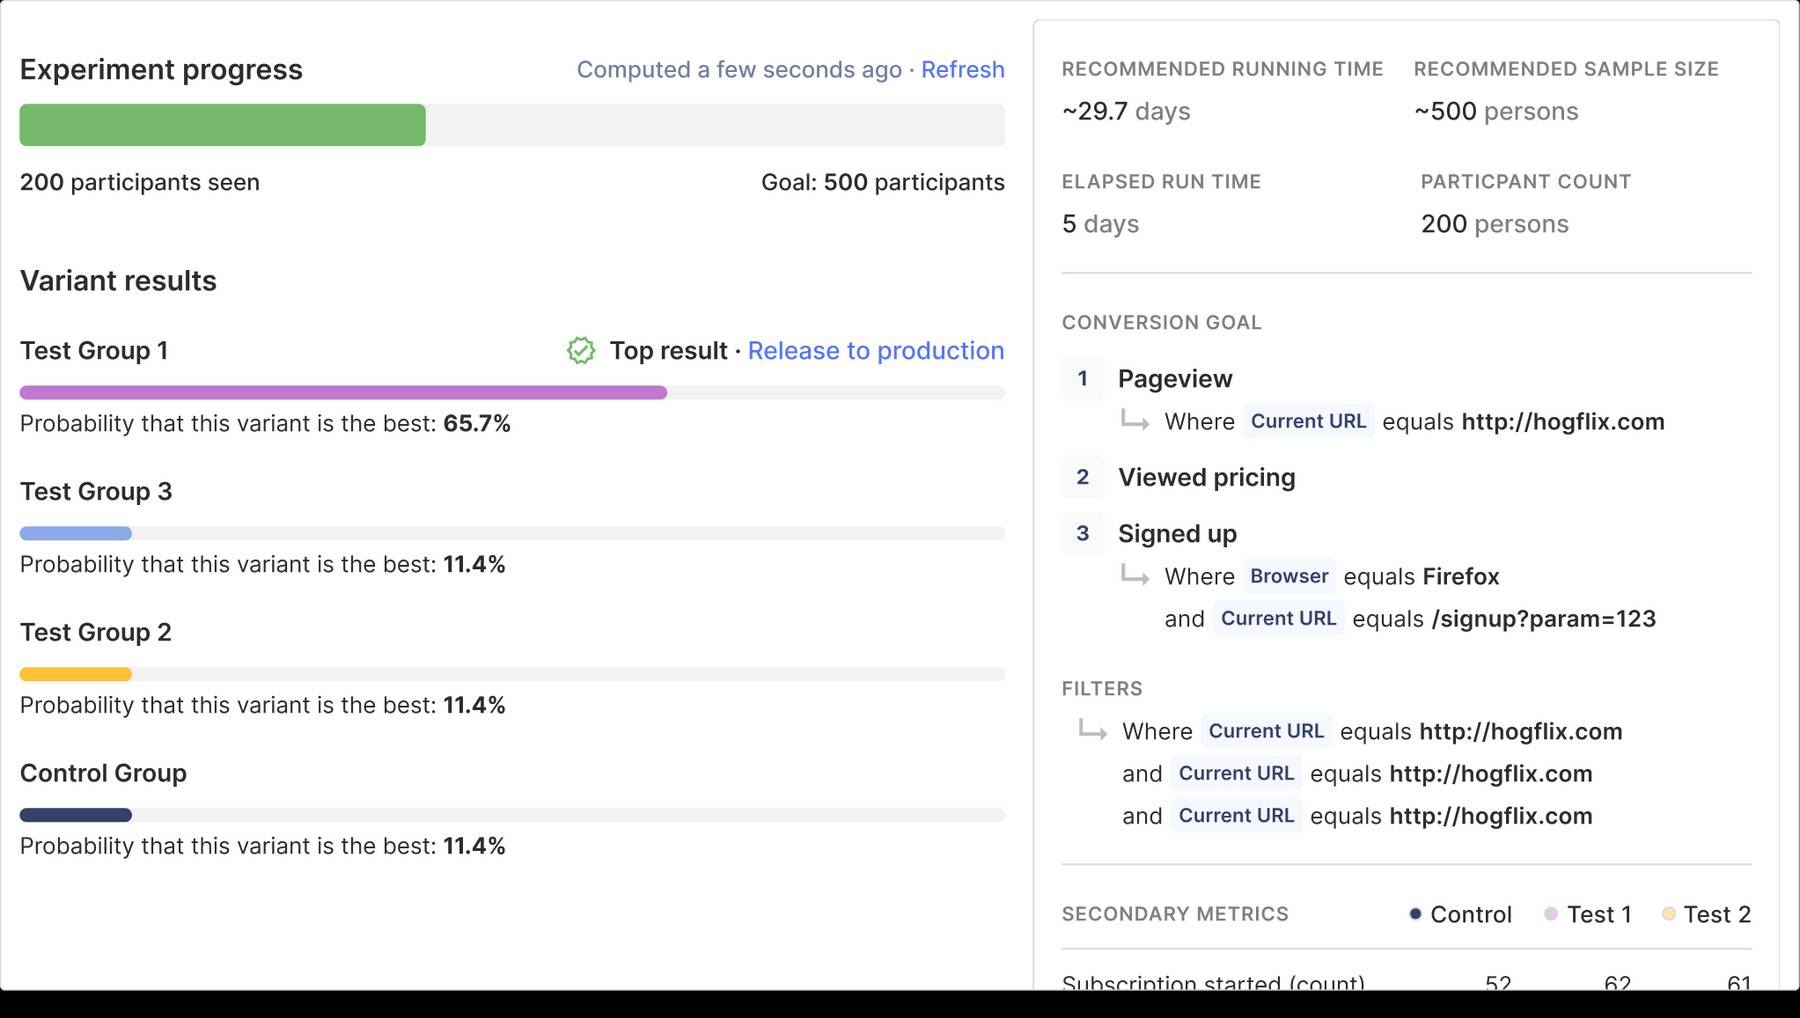 Experiment progress
Computed a few seconds ago · Refresh
200 participants seen
Goal: 500 participants
Variant results
Test Group 1
Top result · Release to production
Probability that this variant is the best: 65.7%
Test Group 3
Probability that this variant is the best: 11.4%
Test Group 2
Probability that this variant is the best: 11.4%
Control Group
Probability that this variant is the best: 11.4%
RECOMMENDED RUNNING TIME
~29.7 days
RECOMMENDED SAMPLE SIZE
~500 persons
ELAPSED RUN TIME
5 days
PARTICPANT COUNT
200 persons
CONVERSION GOAL
1 Pageview
Where Current URL equals http://hogflix.com
2 Viewed pricing
3 Signed up
Where Browser equals Firefox
and Current URL equals /signup?param=123
FILTERS
Where Current URL equals http://hogflix.com
and Current URL equals http://hogflix.com
and Current URL equals http://hogflix.com
SECONDARY METRICS
Control
Test 1
Test 2
Subscription started (count) 52 62 61